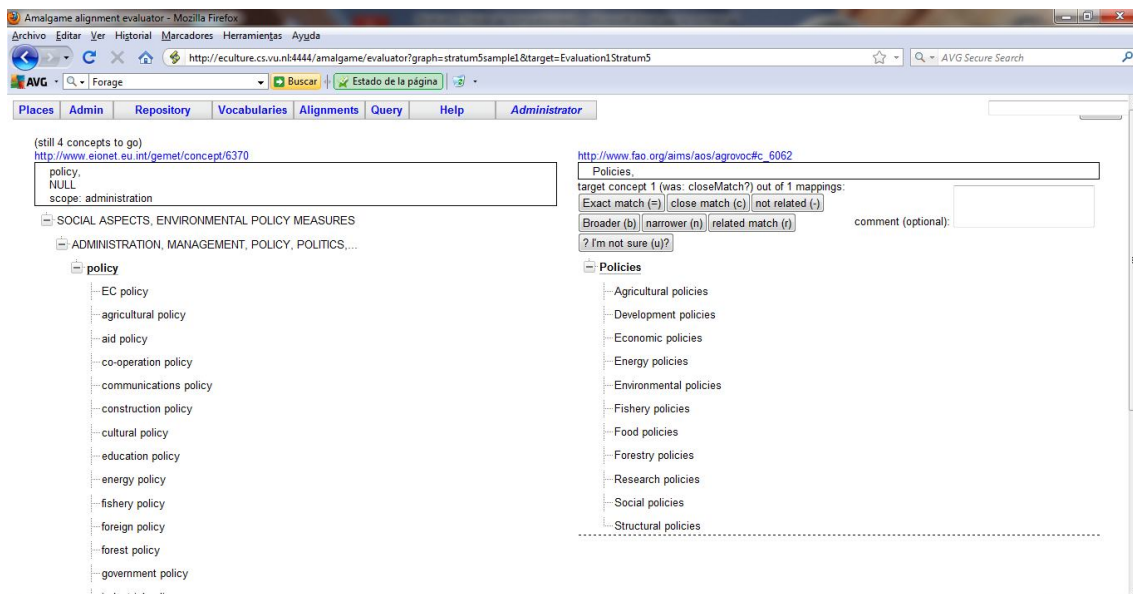 Amalgame alignment evaluator - Mozilla Firefox
Archivo Editar Ver Historial Marcadores Herramientas Ayuda
http://eculture.cs.vu.nl:4444/amalgame/evaluator?graph=stratum5sample1&target=Evaluation1Stratum5
AVG Secure Search
AVG Forage Buscar Estado de la página
Places Admin Repository Vocabularies Alignments Query Help Administrator
(still 4 concepts to go)
http://www.eionet.eu.int/gemet/concept/6370
policy,
NULL
scope: administration
SOCIAL ASPECTS, ENVIRONMENTAL POLICY MEASURES
ADMINISTRATION, MANAGEMENT, POLICY, POLITICS,...
policy
EC policy
agricultural policy
aid policy
co-operation policy
communications policy
construction policy
cultural policy
education policy
energy policy
fishery policy
foreign policy
forest policy
government policy
http://www.fao.org/aims/aos/agrovoc#c_6062
Policies,
target concept 1 (was: closeMatch?) out of 1 mappings:
Exact match (=) close match (c) not related (-)
Broader (b) narrower (n) related match (r)
comment (optional):
? I'm not sure (u)?
Policies
Agricultural policies
Development policies
Economic policies
Energy policies
Environmental policies
Fishery policies
Food policies
Forestry policies
Research policies
Social policies
Structural policies